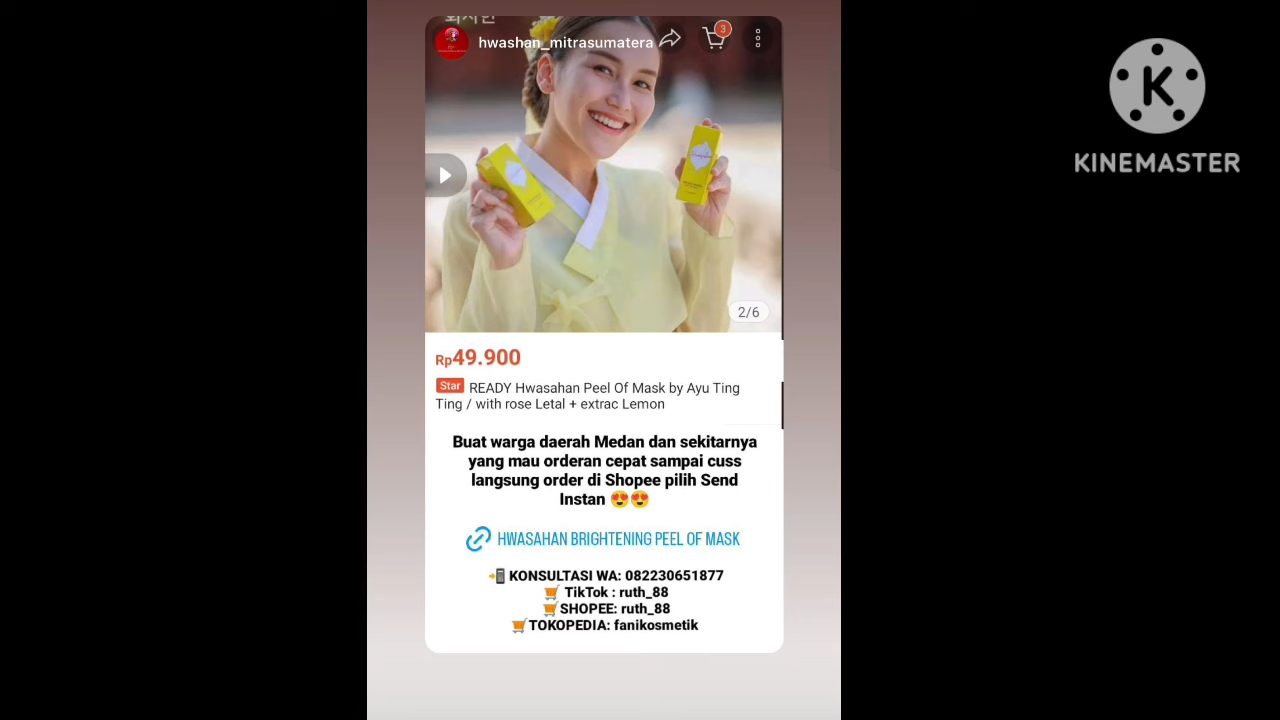 hwashan_mitrasumatera
3
KINEMASTER
2/6
Rp49.900
Star READY Hwasahan Peel Of Mask by Ayu Ting
Ting / with rose Letal + extrac Lemon
Buat warga daerah Medan dan sekitarnya
yang mau orderan cepat sampai cuss
langsung order di Shopee pilih Send
Instan 😍😍
HWASAHAN BRIGHTENING PEEL OF MASK
📲 KONSULTASI WA: 082230651877
🛒 TikTok : ruth_88
🛒SHOPEE: ruth_88
🛒TOKOPEDIA: fanikosmetik